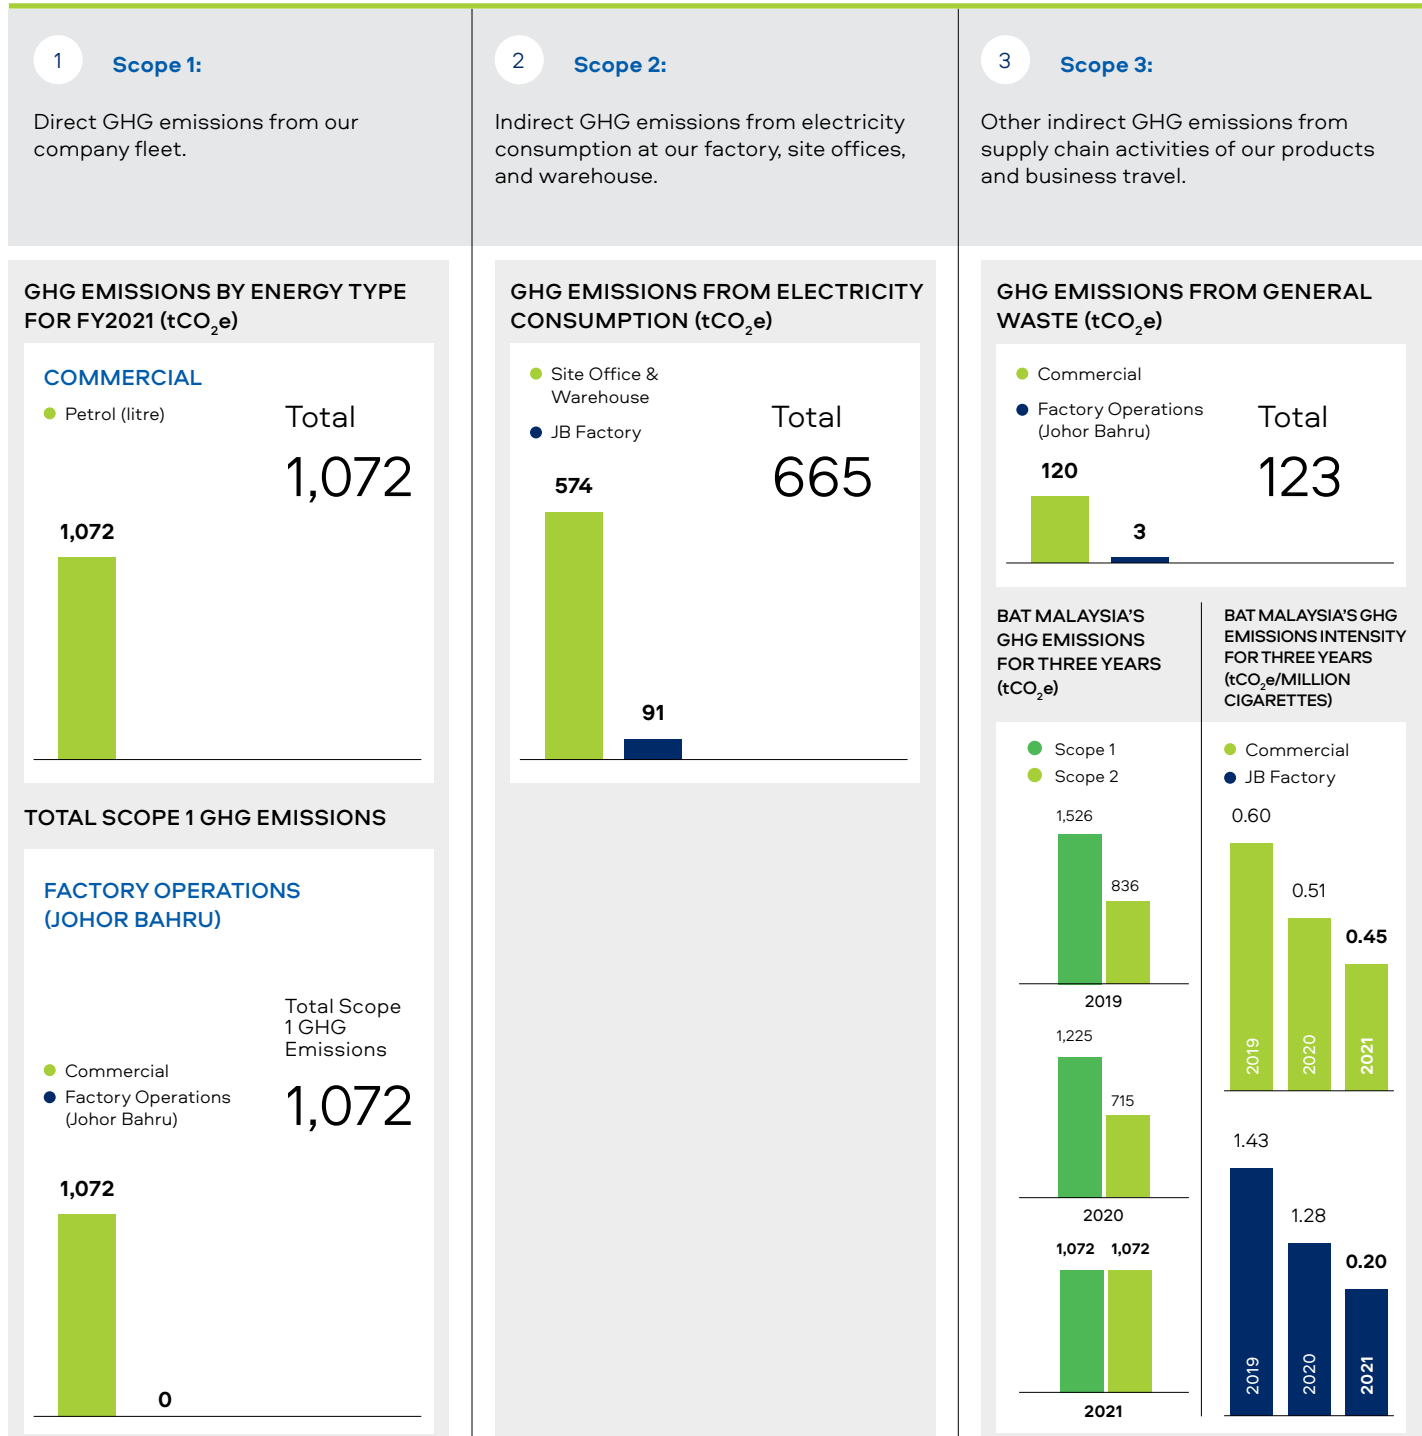 1
Scope 1:
Direct GHG emissions from our
company fleet.
2
Scope 2:
Indirect GHG emissions from electricity
consumption at our factory, site offices,
and warehouse.
3
Scope 3:
Other indirect GHG emissions from
supply chain activities of our products
and business travel.
GHG EMISSIONS BY ENERGY TYPE
FOR FY2021 (tCO₂e)
COMMERCIAL
Petrol (litre)
Total
1,072
1,072
TOTAL SCOPE 1 GHG EMISSIONS
FACTORY OPERATIONS
(JOHOR BAHRU)
Total Scope
1 GHG
Emissions
1,072
Commercial
Factory Operations
(Johor Bahru)
1,072
0
GHG EMISSIONS FROM ELECTRICITY
CONSUMPTION (tCO₂e)
Site Office &
Warehouse
JB Factory
Total
665
574
91
GHG EMISSIONS FROM GENERAL
WASTE (tCO₂e)
Commercial
Factory Operations
(Johor Bahru)
Total
123
120
3
BAT MALAYSIA'S
GHG EMISSIONS
FOR THREE YEARS
(tCO₂e)
Scope 1
Scope 2
1,526
836
2019
1,225
715
2020
1,072 1,072
2021
BAT MALAYSIA'S GHG
EMISSIONS INTENSITY
FOR THREE YEARS
(tCO₂e/MILLION
CIGARETTES)
Commercial
JB Factory
0.60
0.51
0.45
2019
2020
2021
1.43
1.28
0.20
2019
2020
2021